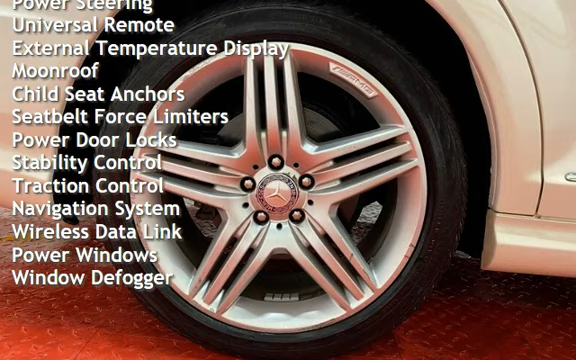 Power Steering
Universal Remote
External Temperature Display
Moonroof
Child Seat Anchors
Seatbelt Force Limiters
Power Door Locks
Stability Control
Traction Control
Navigation System
Wireless Data Link
Power Windows
Window Defogger
AMG